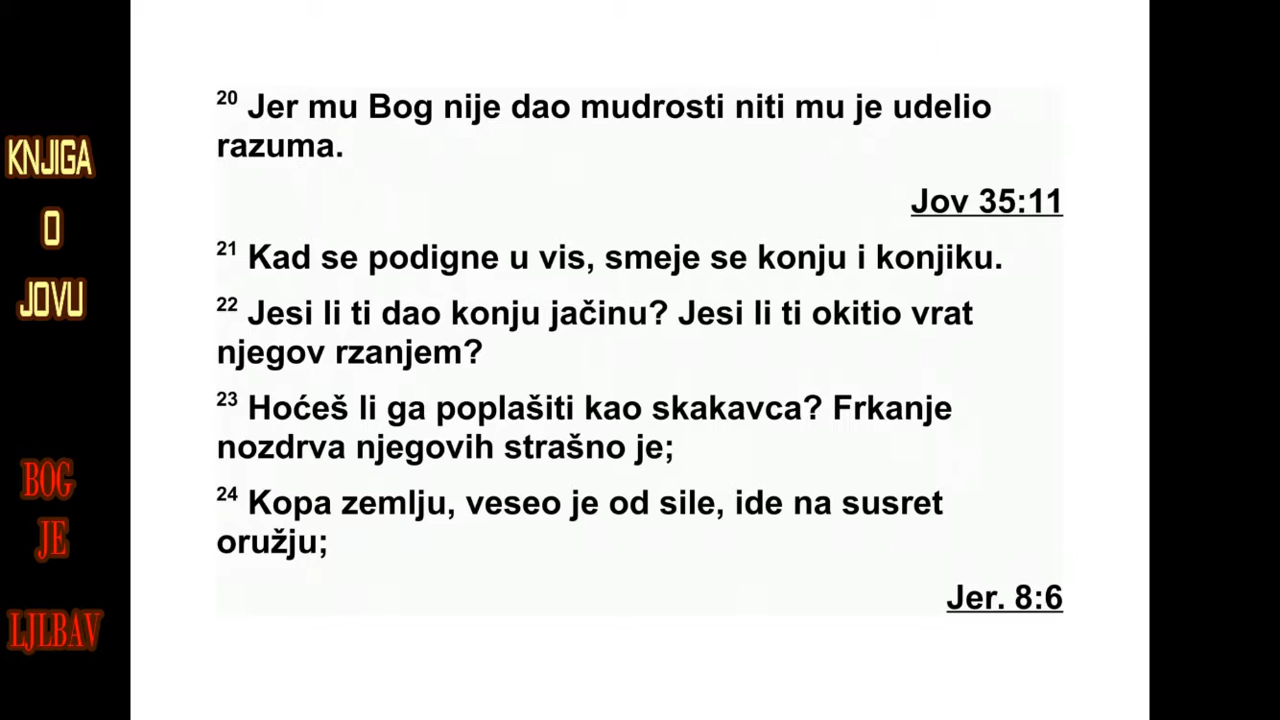 KNJIGA
O
JOVU
BOG
JE
LJLBAV
20 Jer mu Bog nije dao mudrosti niti mu je udelio
razuma.
Jov 35:11
21 Kad se podigne u vis, smeje se konju i konjiku.
22 Jesi li ti dao konju jačinu? Jesi li ti okitio vrat
njegov rzanjem?
23 Hoćeš li ga poplašiti kao skakavca? Frkanje
nozdrva njegovih strašno je;
24 Kopa zemlju, veseo je od sile, ide na susret
oružju;
Jer. 8:6